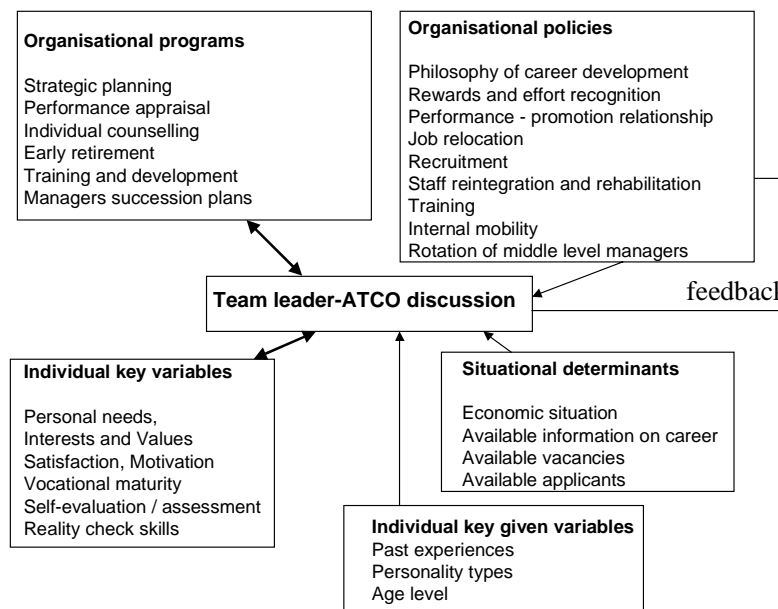 Organisational programs
Strategic planning
Performance appraisal
Individual counselling
Early retirement
Training and development
Managers succession plans
Organisational policies
Philosophy of career development
Rewards and effort recognition
Performance - promotion relationship
Job relocation
Recruitment
Staff reintegration and rehabilitation
Training
Internal mobility
Rotation of middle level managers
Team leader-ATCO discussion
feedback
Individual key variables
Personal needs,
Interests and Values
Satisfaction, Motivation
Vocational maturity
Self-evaluation / assessment
Reality check skills
Situational determinants
Economic situation
Available information on career
Available vacancies
Available applicants
Individual key given variables
Past experiences
Personality types
Age level